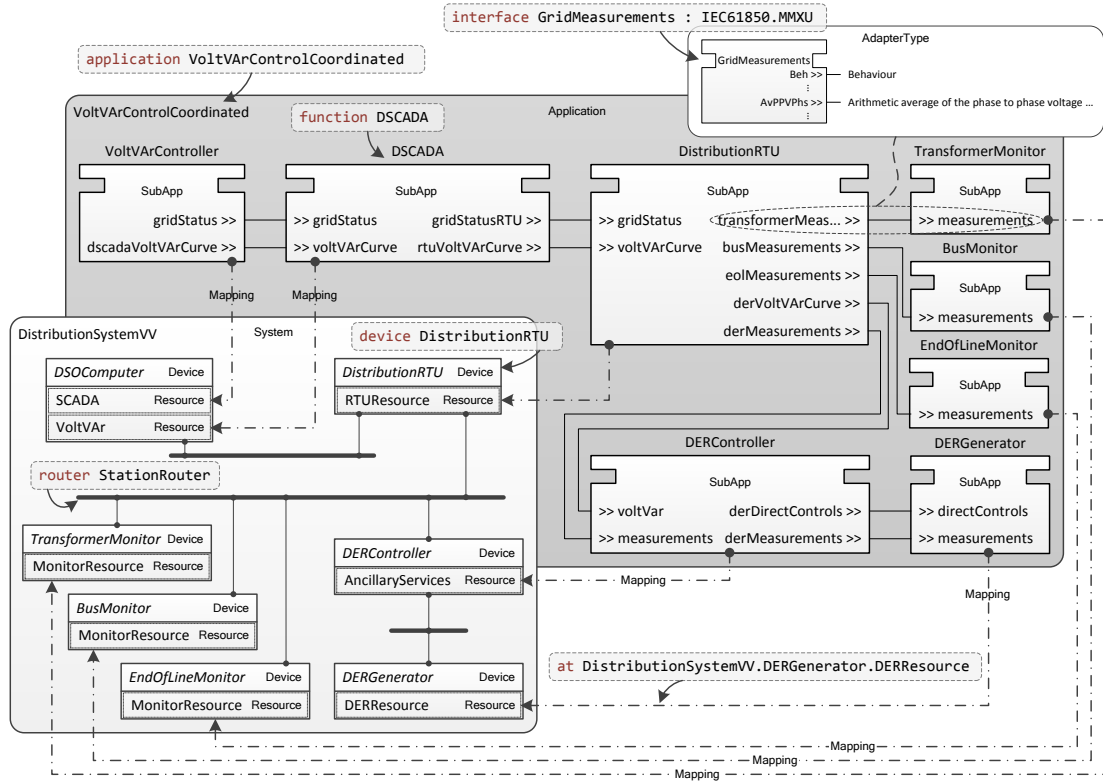 interface GridMeasurements : IEC61850.MMXU
AdapterType
GridMeasurements
Beh >> Behaviour
AvPPVPhs >> Arithmetic average of the phase to phase voltage ...
application VoltVArControlCoordinated
VoltVArControlCoordinated
Application
function DSCADA
VoltVArController
SubApp
gridStatus >>
dscadaVoltVArCurve >>
DSCADA
SubApp
>> gridStatus gridStatusRTU >>
>> voltVArCurve rtuVoltVArCurve >>
DistributionRTU
SubApp
>> gridStatus transformerMeas... >>
>> voltVArCurve busMeasurements >>
eolMeasurements >>
derVoltVArCurve >>
derMeasurements >>
TransformerMonitor
SubApp
>> measurements
BusMonitor
SubApp
>> measurements
EndOfLineMonitor
SubApp
>> measurements
Mapping
Mapping
DistributionSystemVV
System
device DistributionRTU
DSOComputer Device
SCADA Resource
VoltVAr Resource
DistributionRTU Device
RTUResource Resource
router StationRouter
DERController
SubApp
>> voltVar derDirectControls >>
>> measurements derMeasurements >>
DERGenerator
SubApp
>> directControls
>> measurements
TransformerMonitor Device
MonitorResource Resource
DERController Device
AncillaryServices Resource
Mapping
Mapping
BusMonitor Device
MonitorResource Resource
at DistributionSystemVV.DERGenerator.DERResource
EndOfLineMonitor Device
MonitorResource Resource
DERGenerator Device
DERResource Resource
Mapping
Mapping
Mapping